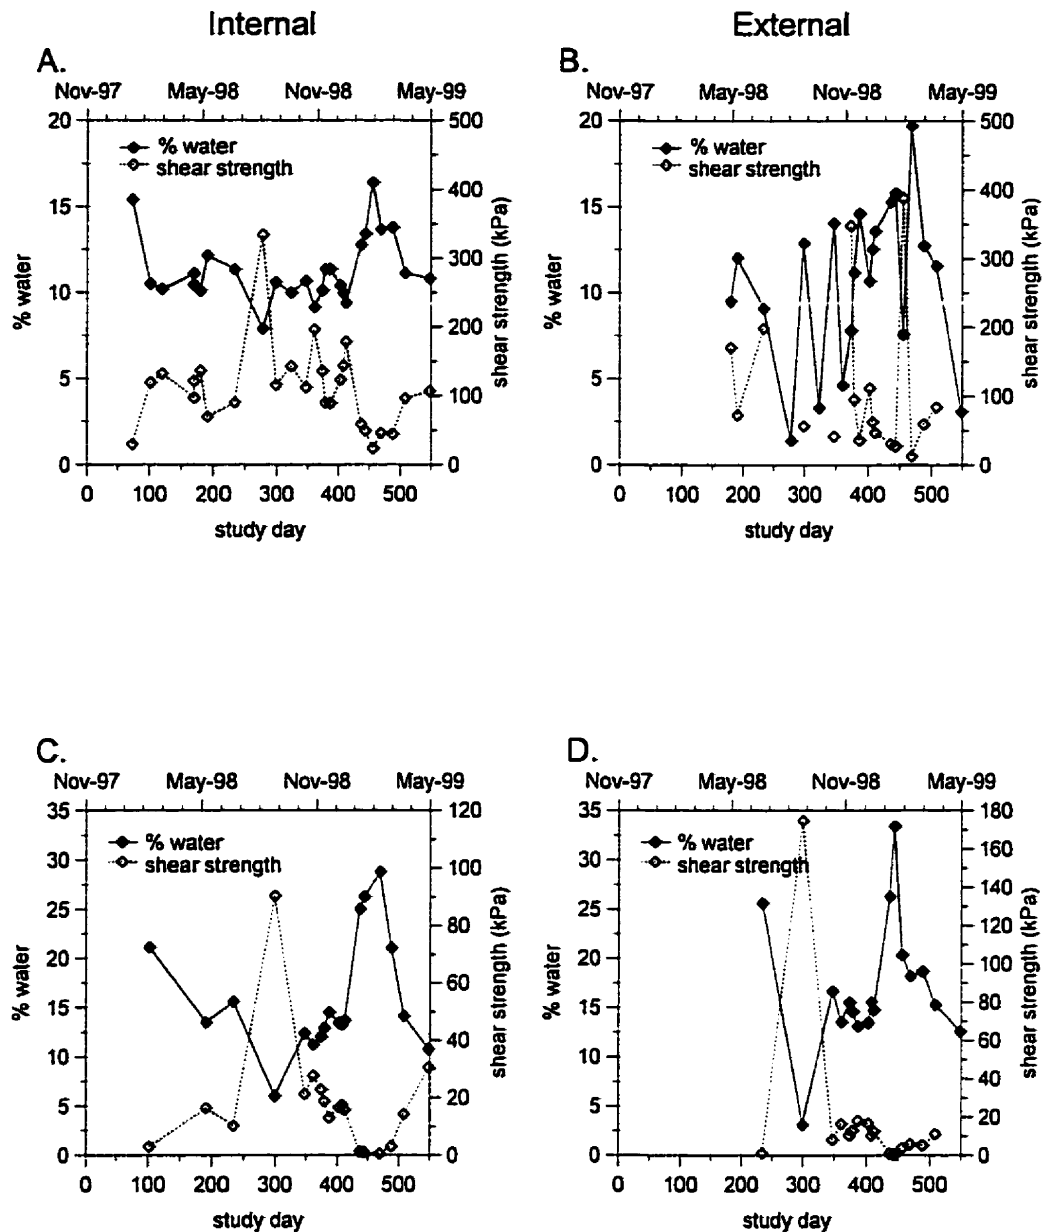 Internal External
A. B.
Nov-97 May-98 Nov-98 May-99 Nov-97 May-98 Nov-98 May-99
20 500 20 500
% water % water
shear strength shear strength
400 400
15 15
300 300
10 10
200 200
5 5
100 100
0 0 0 0
% water shear strength (kPa) % water shear strength (kPa)
0 100 200 300 400 500 0 100 200 300 400 500
study day study day
C. D.
Nov-97 May-98 Nov-98 May-99 Nov-97 May-98 Nov-98 May-99
35 120 35 180
% water % water
shear strength shear strength
160
30 100 30
140
25 25
80 120
20 20
100
60
15 15 80
40 60
10 10
40
20
5 5 20
0 0 0 0
% water shear strength (kPa) % water shear strength (kPa)
0 100 200 300 400 500 0 100 200 300 400 500
study day study day